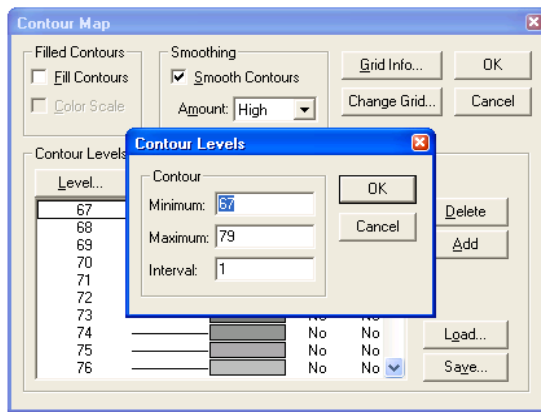 Contour Map
Filled Contours
Fill Contours
Color Scale
Smoothing
Smooth Contours
Amount: High
Grid Info...
OK
Change Grid...
Cancel
Contour Levels
Level...
67
68
69
70
71
72
73 No No
74 No No
75 No No
76 No No
Delete
Add
Load...
Save...
Contour Levels
Contour
Minimum: 67
Maximum: 79
Interval: 1
OK
Cancel